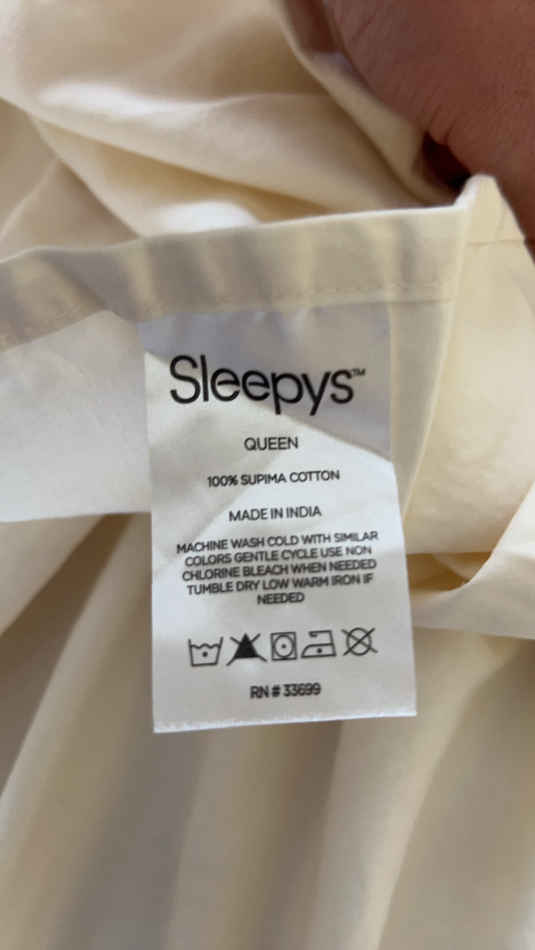 Sleepys™
QUEEN
100% SUPIMA COTTON
MADE IN INDIA
MACHINE WASH COLD WITH SIMILAR
COLORS GENTLE CYCLE USE NON
CHLORINE BLEACH WHEN NEEDED
TUMBLE DRY LOW WARM IRON IF
NEEDED
RN # 33699